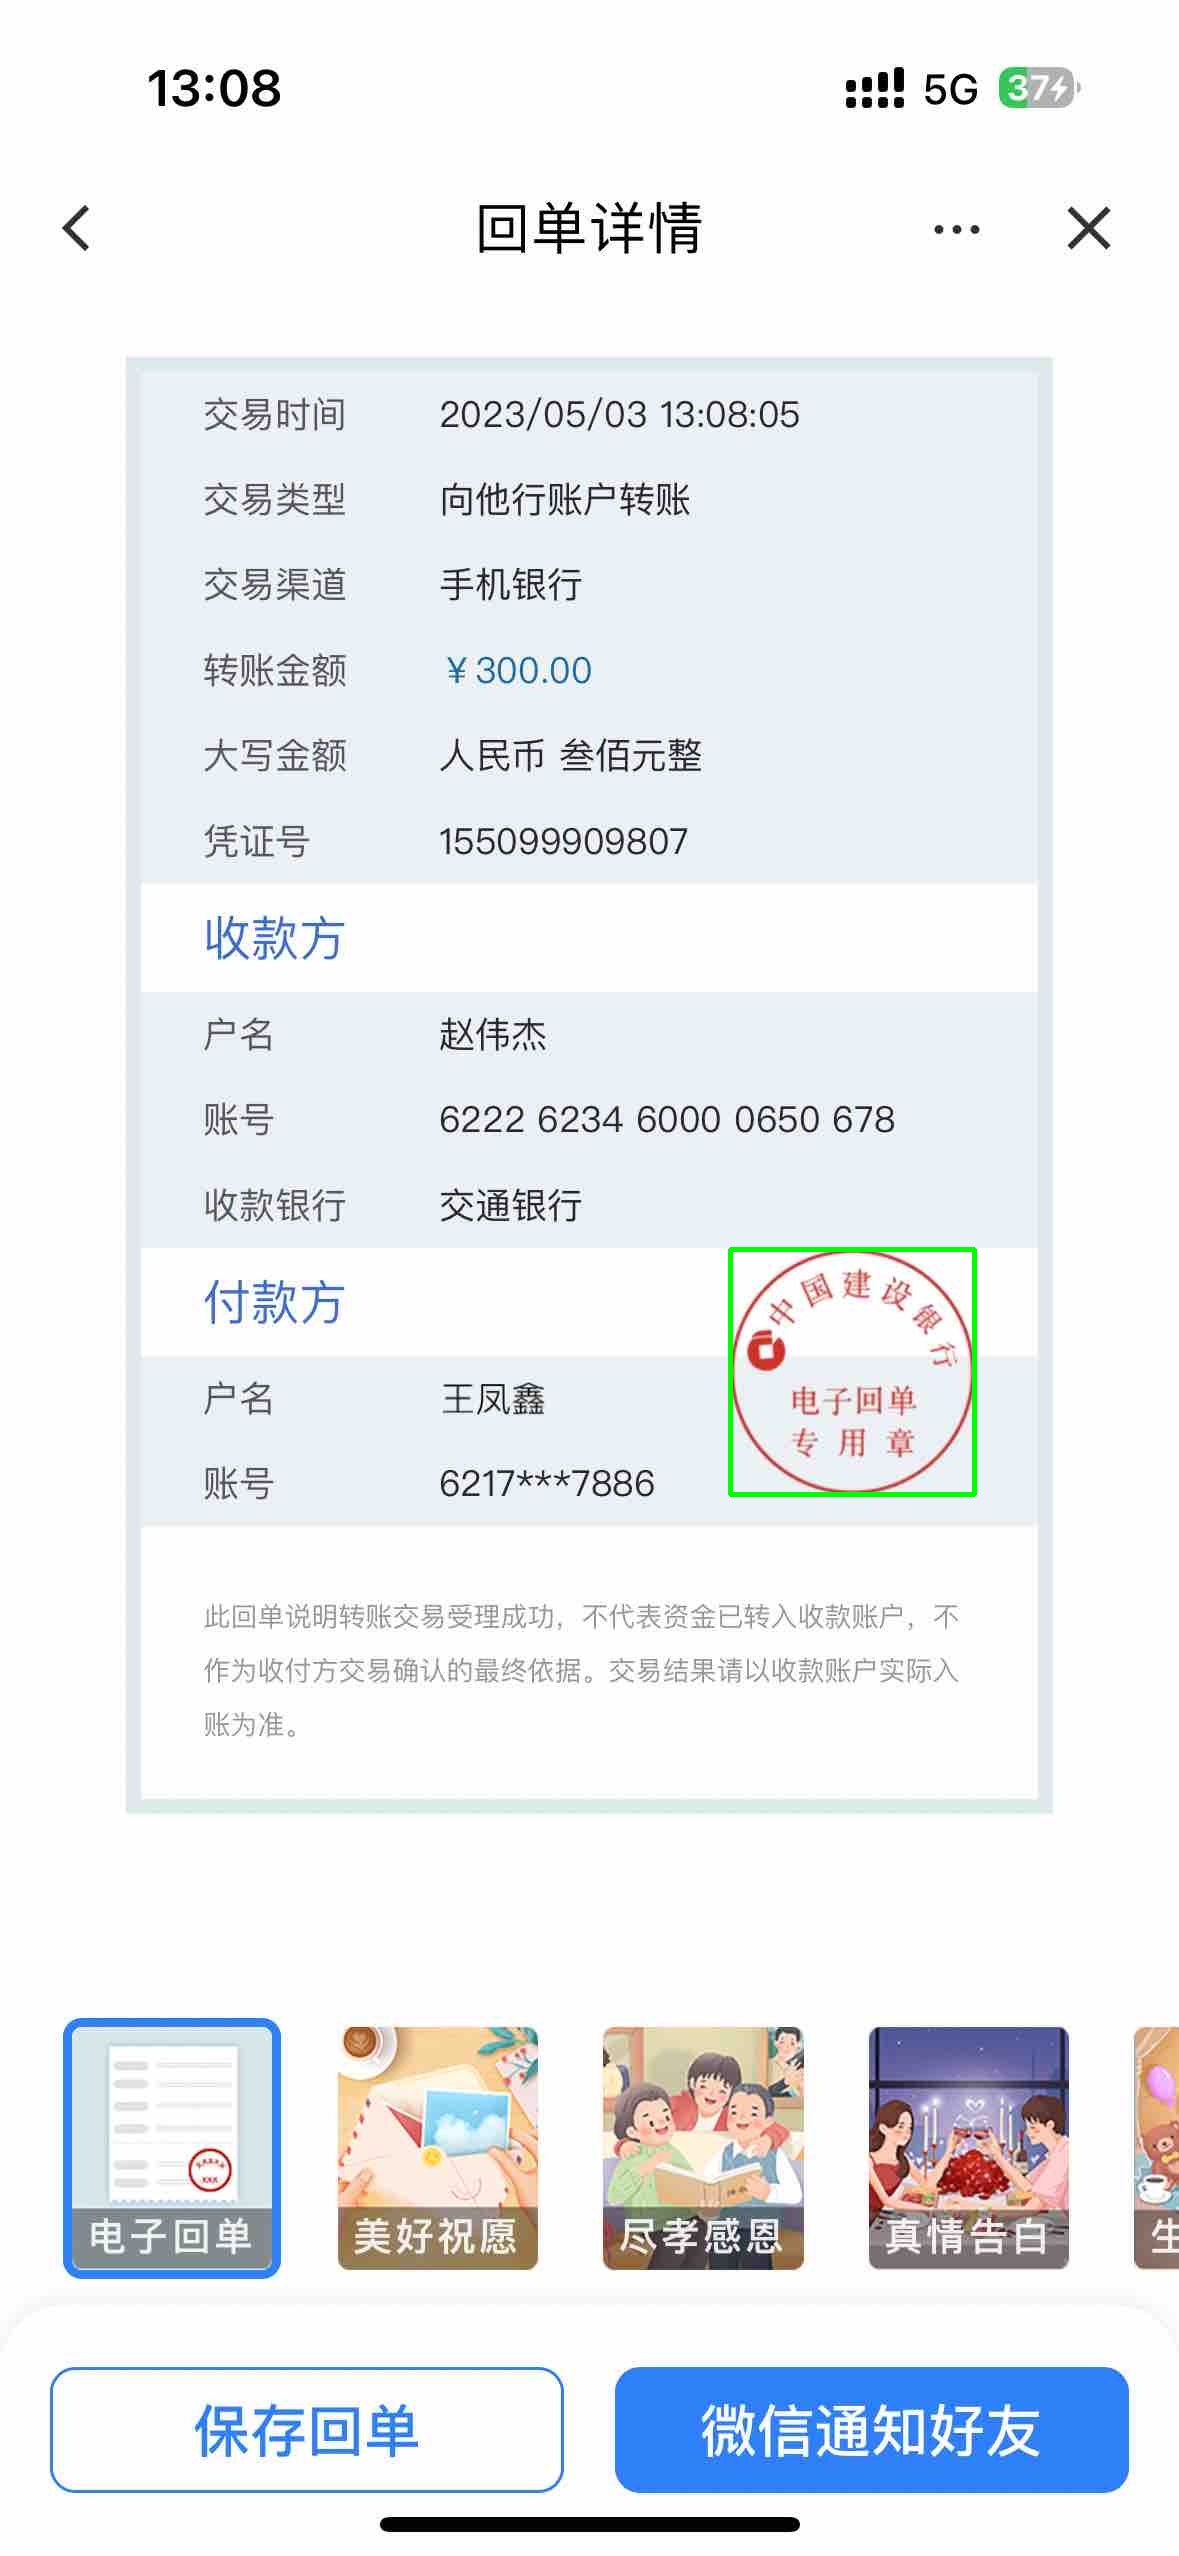 13:08
5G 37
回单详情
交易时间 2023/05/03 13:08:05
交易类型 向他行账户转账
交易渠道 手机银行
转账金额 ¥300.00
大写金额 人民币 叁佰元整
凭证号 155099909807
收款方
户名 赵伟杰
账号 6222 6234 6000 0650 678
收款银行 交通银行
付款方
中国建设银行
电子回单
专用章
户名 王凤鑫
账号 6217***7886
此回单说明转账交易受理成功，不代表资金已转入收款账户，不
作为收付方交易确认的最终依据。交易结果请以收款账户实际入
账为准。
电子回单 美好祝愿 尽孝感恩 真情告白 生
保存回单 微信通知好友